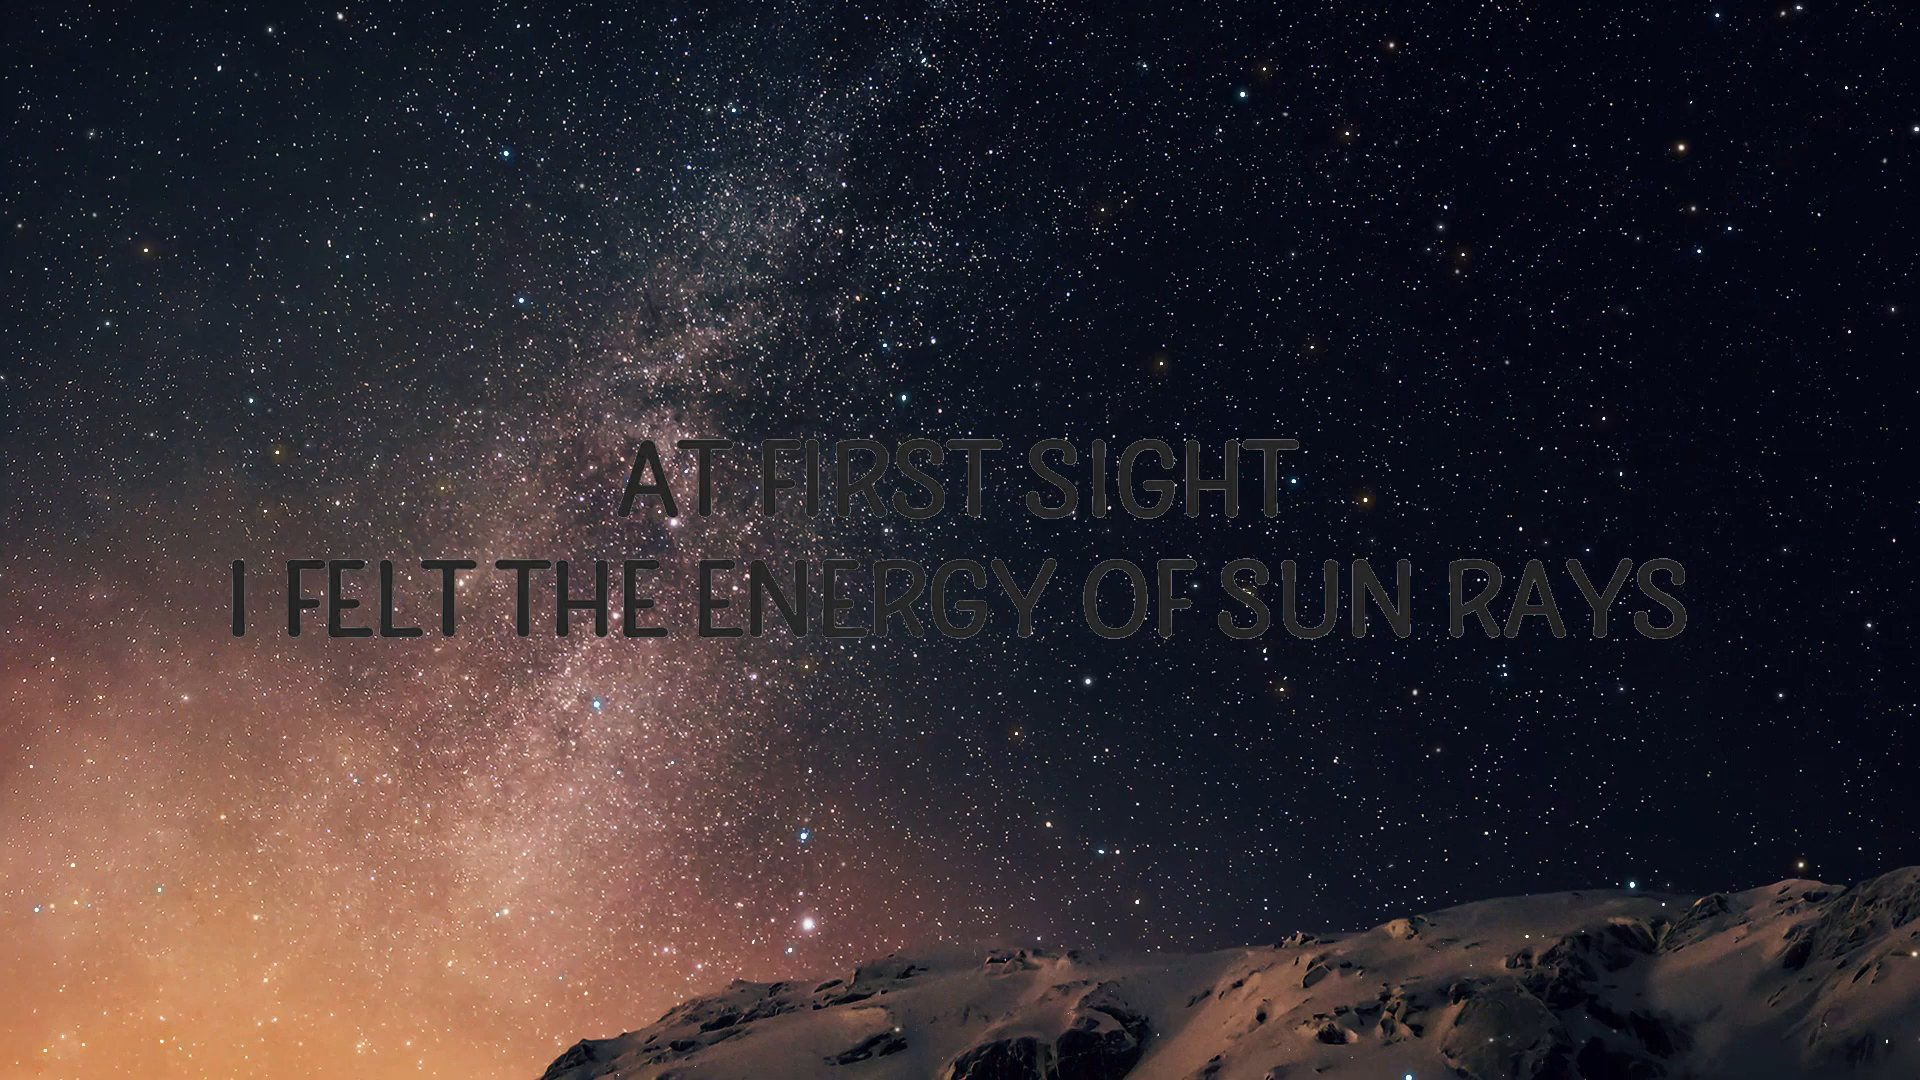 AT FIRST SIGHT
I FELT THE ENERGY OF SUN RAYS